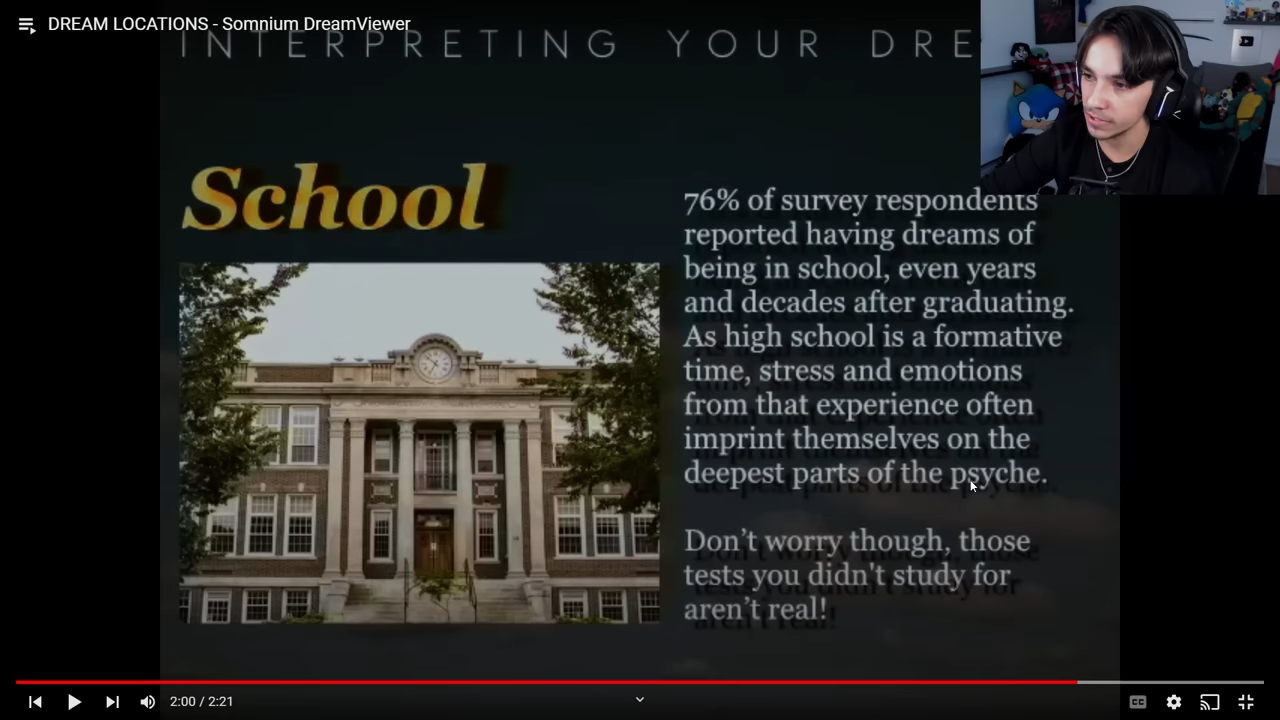 DREAM LOCATIONS - Somnium DreamViewer
INTERPRETING YOUR DRE
School
76% of survey respondents
reported having dreams of
being in school, even years
and decades after graduating.
As high school is a formative
time, stress and emotions
from that experience often
imprint themselves on the
deepest parts of the psyche.
Don't worry though, those
tests you didn't study for
aren't real!
2:00 / 2:21
CC